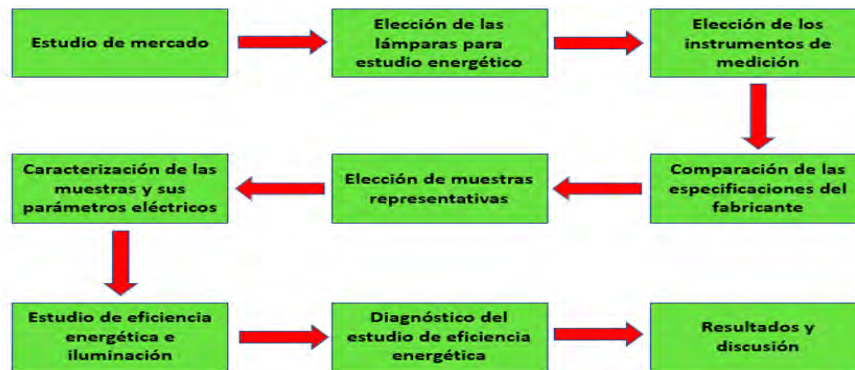 Estudio de mercado
Elección de las
lámparas para
estudio energético
Elección de los
instrumentos de
medición
Comparación de las
especificaciones del
fabricante
Elección de muestras
representativas
Caracterización de las
muestras y sus
parámetros eléctricos
Estudio de eficiencia
energética e
iluminación
Diagnóstico del
estudio de eficiencia
energética
Resultados y
discusión